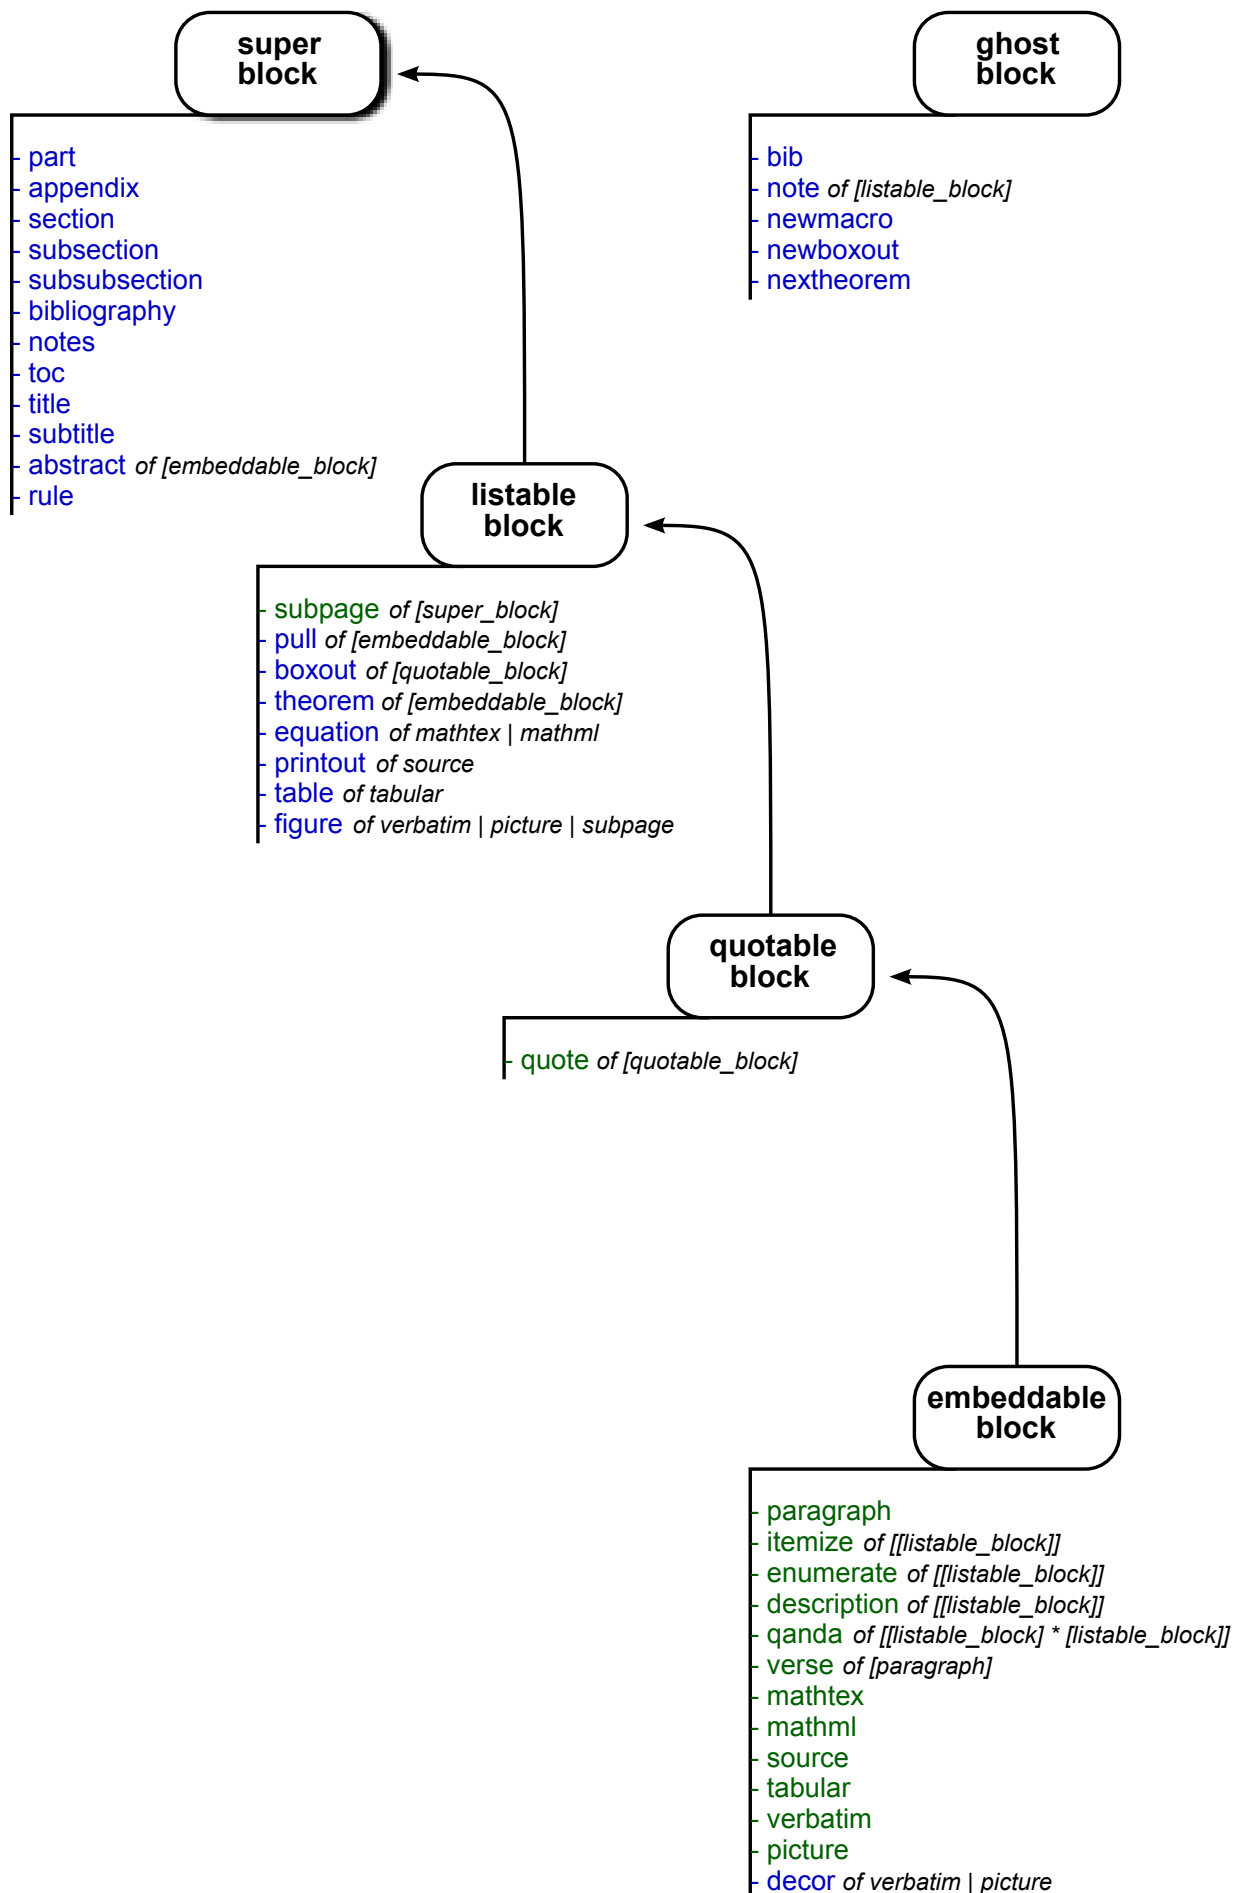 super
block
- part
- appendix
- section
- subsection
- subsubsection
- bibliography
- notes
- toc
- title
- subtitle
- abstract of [embeddable_block]
- rule
ghost
block
- bib
- note of [listable_block]
- newmacro
- newboxout
- nextheorem
listable
block
- subpage of [super_block]
- pull of [embeddable_block]
- boxout of [quotable_block]
- theorem of [embeddable_block]
- equation of mathtex | mathml
- printout of source
- table of tabular
- figure of verbatim | picture | subpage
quotable
block
- quote of [quotable_block]
embeddable
block
- paragraph
- itemize of [[listable_block]]
- enumerate of [[listable_block]]
- description of [[listable_block]]
- qanda of [[listable_block] * [listable_block]]
- verse of [paragraph]
- mathtex
- mathml
- source
- tabular
- verbatim
- picture
- decor of verbatim | picture